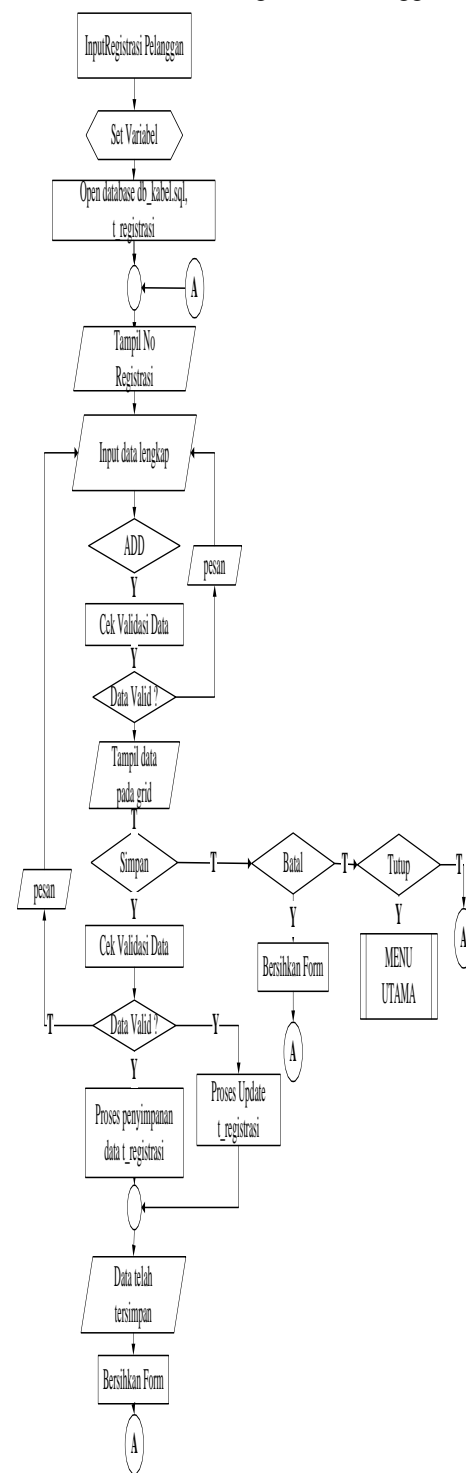 InputRegistrasi Pelanggan
Set Variabel
Open database db_kabel.sql,
t_registrasi
A
Tampil No
Registrasi
Input data lengkap
ADD
pesan
Y
Cek Validasi Data
Y
Data Valid ?
Tampil data
pada grid
T
Simpan
T
Batal
T
Tutup
T
pesan
Y
Y
Y
A
Cek Validasi Data
Bersihkan Form
MENU
UTAMA
T
Data Valid ?
Y
A
Y
Proses Update
t_registrasi
Proses penyimpanan
data t_registrasi
Data telah
tersimpan
Bersihkan Form
A